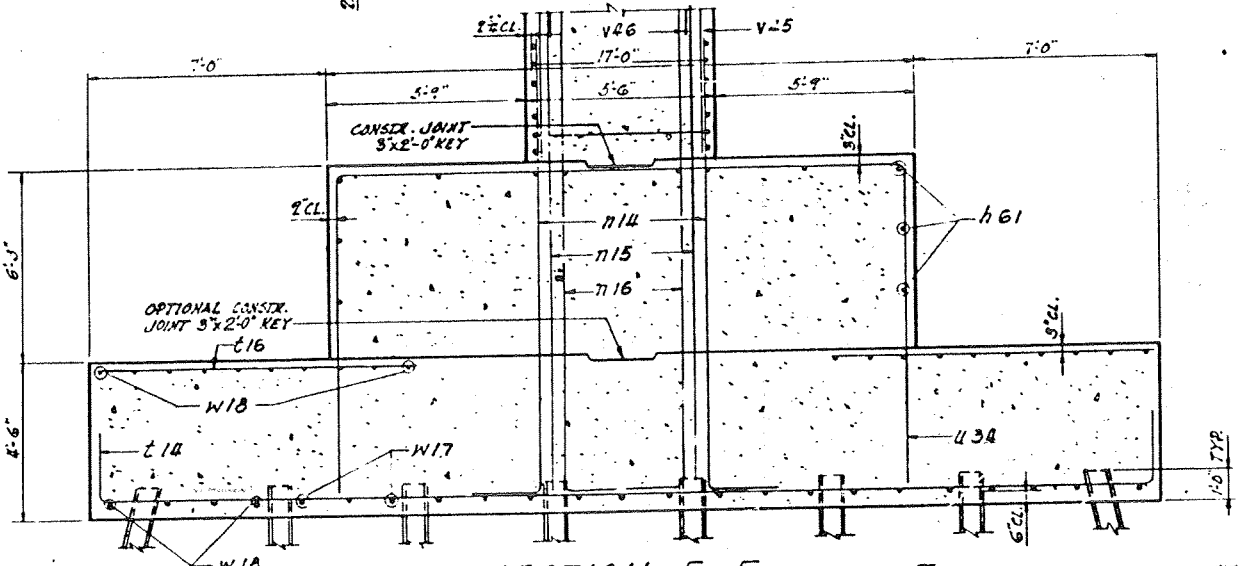 2¼" CL.
v46
v45
7'-0"
17'-0"
7'-0"
5'-9"
5'-6"
5'-9"
CONSTR. JOINT
3"x2'-0" KEY
3" CL.
2" CL.
n14
h61
n15
n16
6'-3"
OPTIONAL CONSTR.
JOINT 3"x2'-0" KEY
t16
3" CL.
w18
4'-6"
t14
w17
u34
1'-0" TYP.
6" CL.
w18